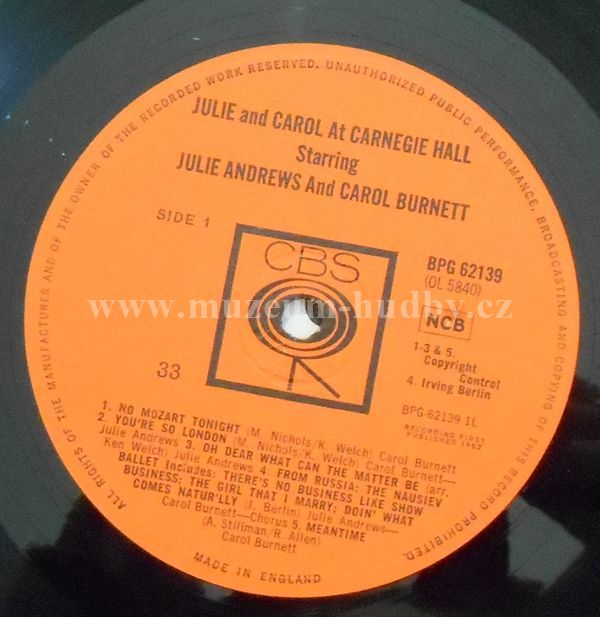 ALL RIGHTS OF THE MANUFACTURER AND OF THE OWNER OF THE RECORDED WORK RESERVED. UNAUTHORIZED PUBLIC PERFORMANCE, BROADCASTING AND COPYING OF THIS RECORD PROHIBITED.
JULIE and CAROL At CARNEGIE HALL
Starring
JULIE ANDREWS And CAROL BURNETT
SIDE 1
CBS
BPG 62139
(OL 5840)
www.muzeum-hudby.cz
NCB
1-3 & 5.
Copyright
Control
4. Irving Berlin
33
BPG-62139 1L
RECORDING FIRST
PUBLISHED 1962
1. NO MOZART TONIGHT (M. Nichols/K. Welch) Carol Burnett
2. YOU'RE SO LONDON (M. Nichols/K. Welch) Carol Burnett—
Julie Andrews 3. OH DEAR WHAT CAN THE MATTER BE (arr.
Ken Welch) Julie Andrews 4. FROM RUSSIA: THE NAUSIEV
BALLET Includes: THERE'S NO BUSINESS LIKE SHOW
BUSINESS; THE GIRL THAT I MARRY; DOIN' WHAT
COMES NATUR'LLY (I. Berlin) Julie Andrews—
Carol Burnett—Chorus 5. MEANTIME
(A. Stillman/R. Allen)
Carol Burnett
MADE IN ENGLAND